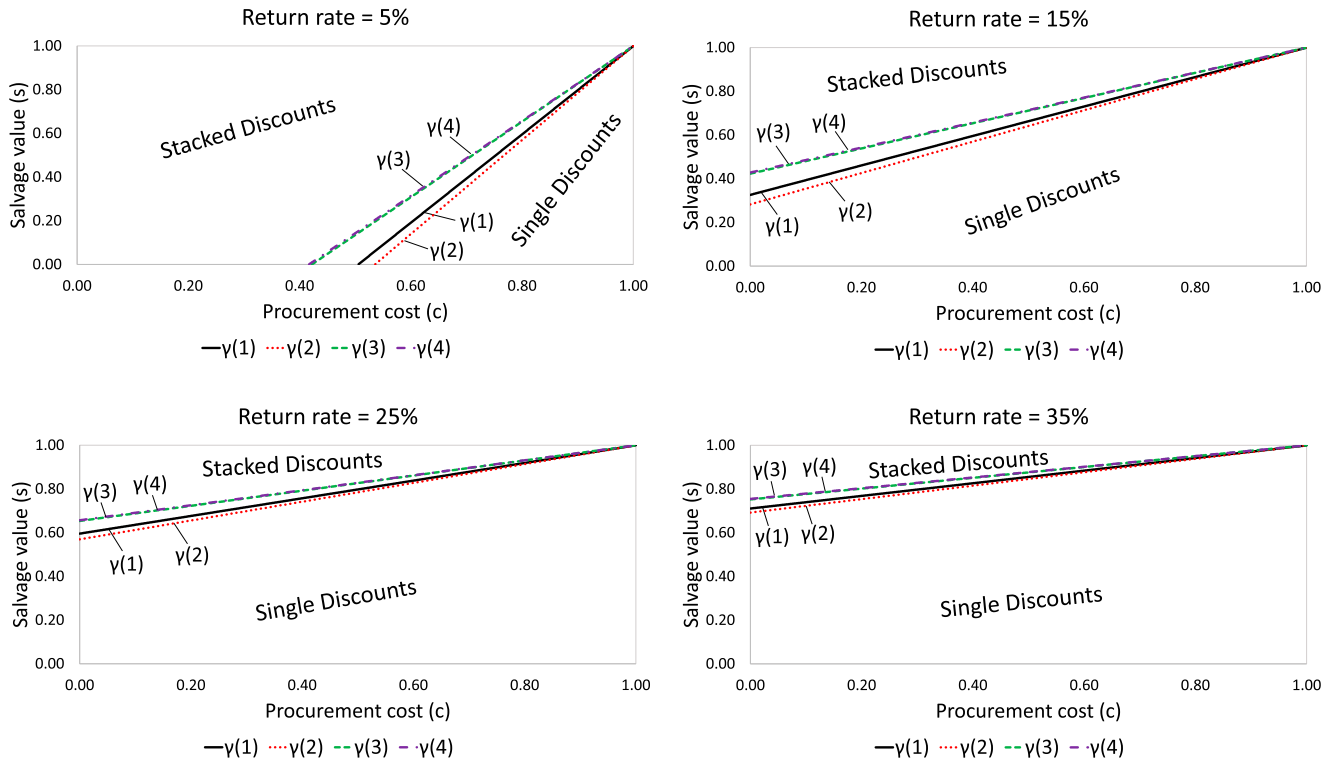 Return rate = 5%
Salvage value (s)
1.00
0.80
0.60
0.40
0.20
0.00
Stacked Discounts
Single Discounts
γ(4)
γ(3)
γ(1)
γ(2)
0.00 0.20 0.40 0.60 0.80 1.00
Procurement cost (c)
γ(1) γ(2) γ(3) γ(4)
Return rate = 15%
Salvage value (s)
1.00
0.80
0.60
0.40
0.20
0.00
Stacked Discounts
Single Discounts
γ(3)
γ(4)
γ(1)
γ(2)
0.00 0.20 0.40 0.60 0.80 1.00
Procurement cost (c)
γ(1) γ(2) γ(3) γ(4)
Return rate = 25%
Salvage value (s)
1.00
0.80
0.60
0.40
0.20
0.00
Stacked Discounts
γ(3)
γ(4)
γ(1)
γ(2)
Single Discounts
0.00 0.20 0.40 0.60 0.80 1.00
Procurement cost (c)
γ(1) γ(2) γ(3) γ(4)
Return rate = 35%
Salvage value (s)
1.00
0.80
0.60
0.40
0.20
0.00
Stacked Discounts
γ(3)
γ(4)
γ(1)
γ(2)
Single Discounts
0.00 0.20 0.40 0.60 0.80 1.00
Procurement cost (c)
γ(1) γ(2) γ(3) γ(4)